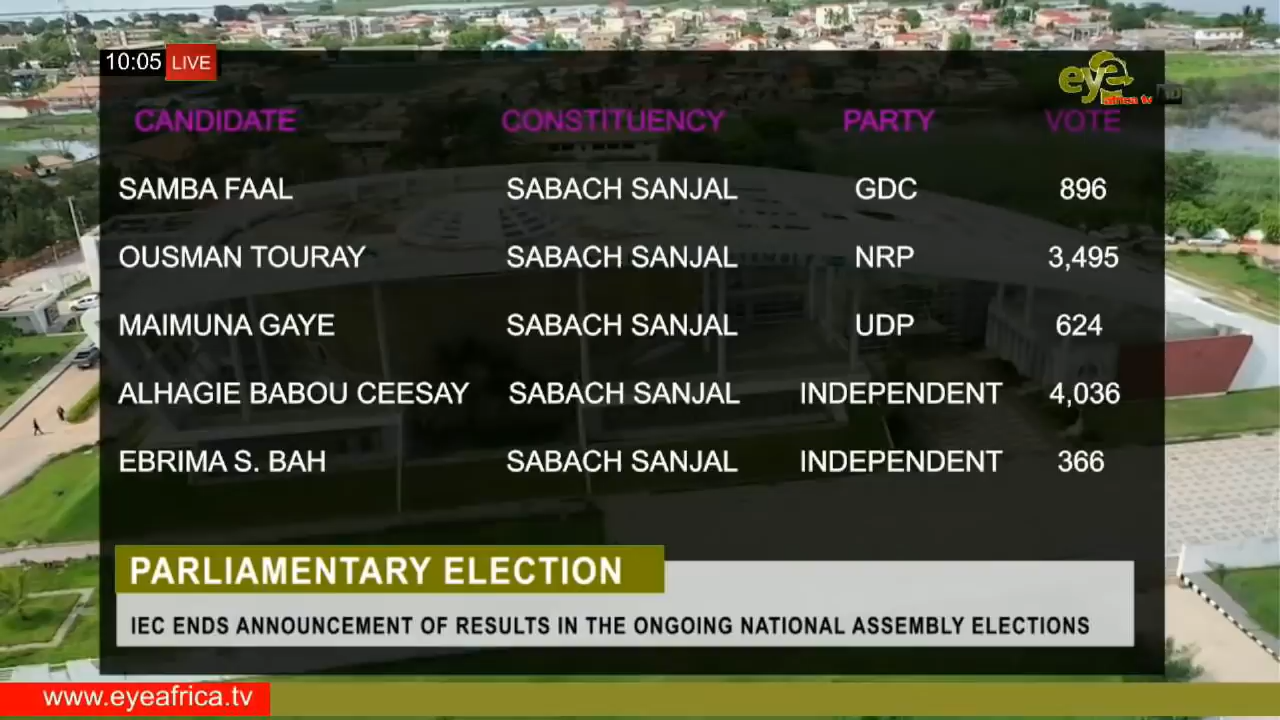 10:05 LIVE
eye africa tv HD
CANDIDATE CONSTITUENCY PARTY VOTE
SAMBA FAAL SABACH SANJAL GDC 896
OUSMAN TOURAY SABACH SANJAL NRP 3,495
MAIMUNA GAYE SABACH SANJAL UDP 624
ALHAGIE BABOU CEESAY SABACH SANJAL INDEPENDENT 4,036
EBRIMA S. BAH SABACH SANJAL INDEPENDENT 366
PARLIAMENTARY ELECTION
IEC ENDS ANNOUNCEMENT OF RESULTS IN THE ONGOING NATIONAL ASSEMBLY ELECTIONS
www.eyeafrica.tv